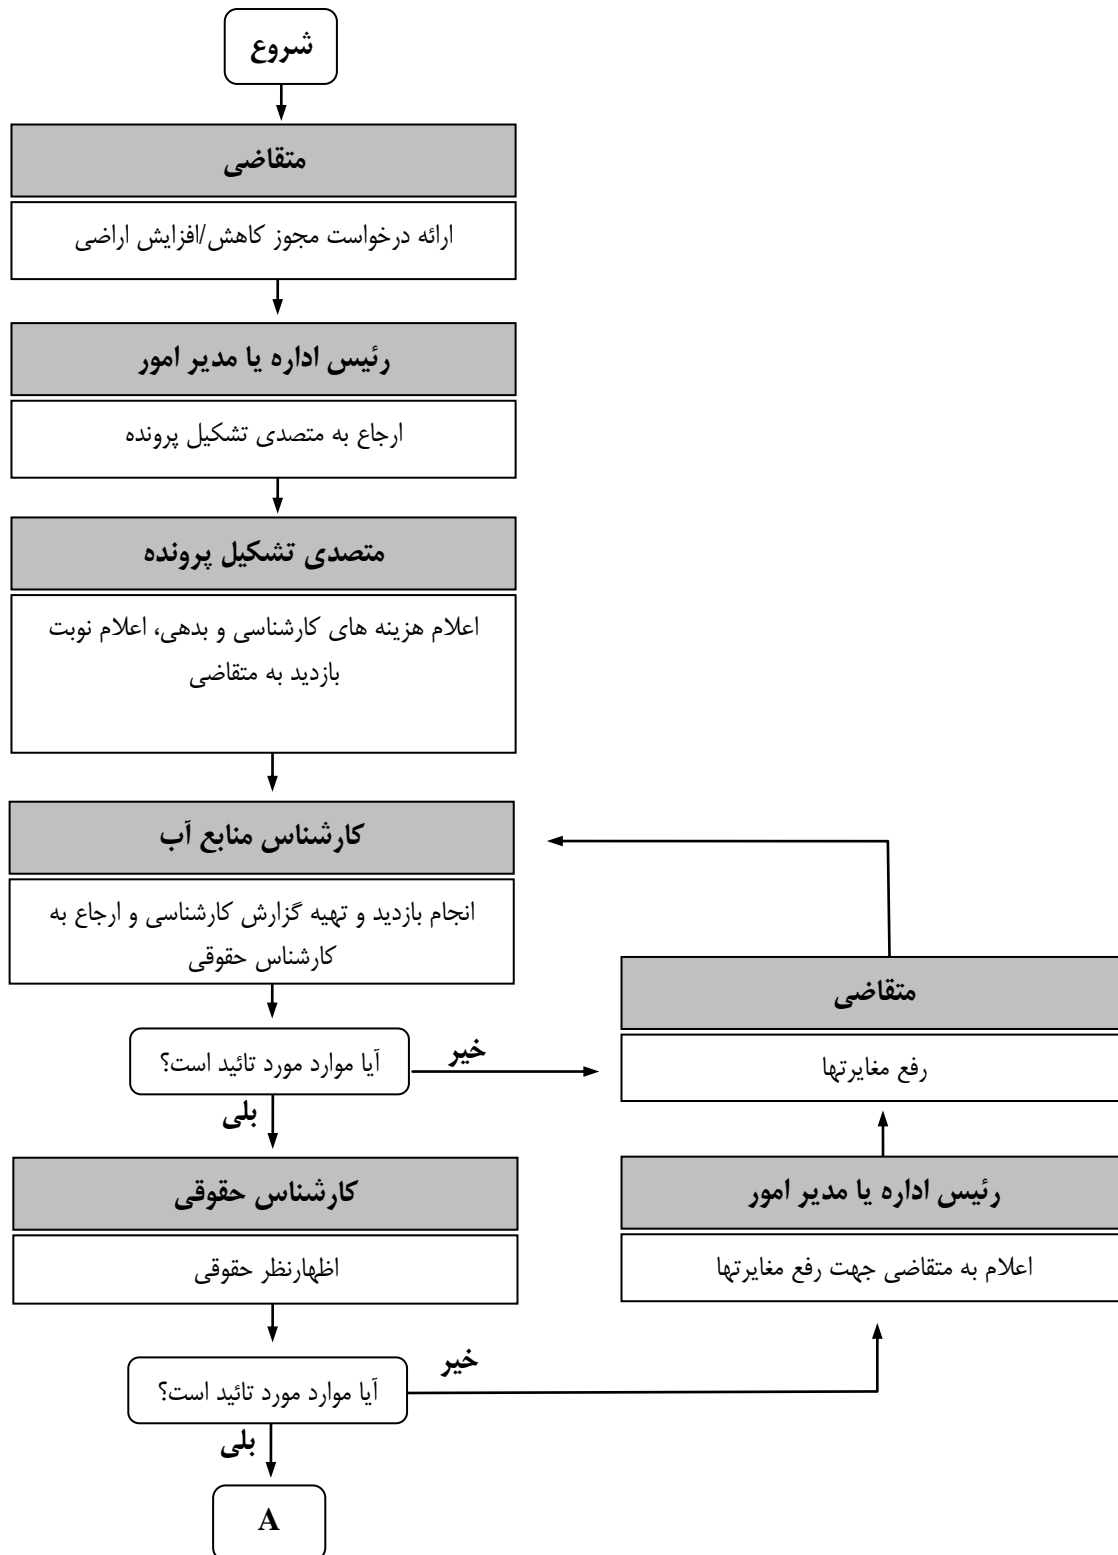 شروع
متقاضی
ارائه درخواست مجوز کاهش/افزایش اراضی
رئیس اداره یا مدیر امور
ارجاع به متصدی تشکیل پرونده
متصدی تشکیل پرونده
اعلام هزینه های کارشناسی و بدهی، اعلام نوبت
بازدید به متقاضی
کارشناس منابع آب
انجام بازدید و تهیه گزارش کارشناسی و ارجاع به
کارشناس حقوقی
آیا موارد مورد تائید است؟
خیر
بلی
متقاضی
رفع مغایرتها
کارشناس حقوقی
اظهارنظر حقوقی
رئیس اداره یا مدیر امور
اعلام به متقاضی جهت رفع مغایرتها
آیا موارد مورد تائید است؟
خیر
بلی
A